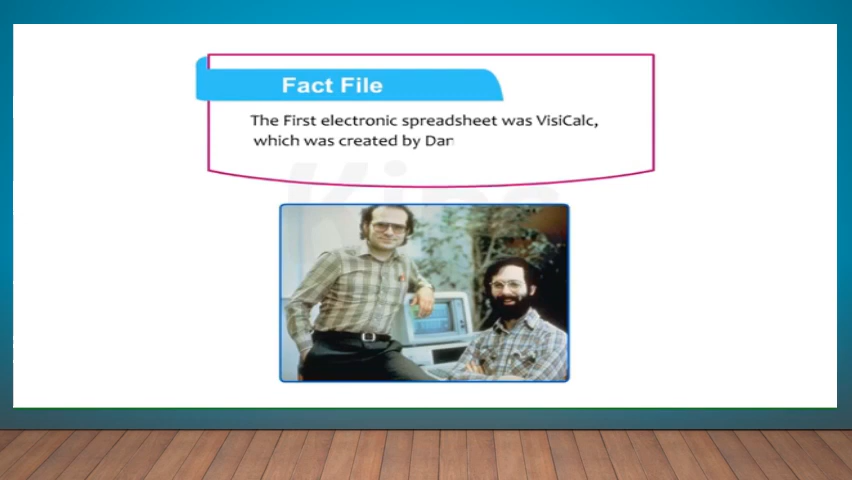 Fact File
The First electronic spreadsheet was VisiCalc,
which was created by Dan